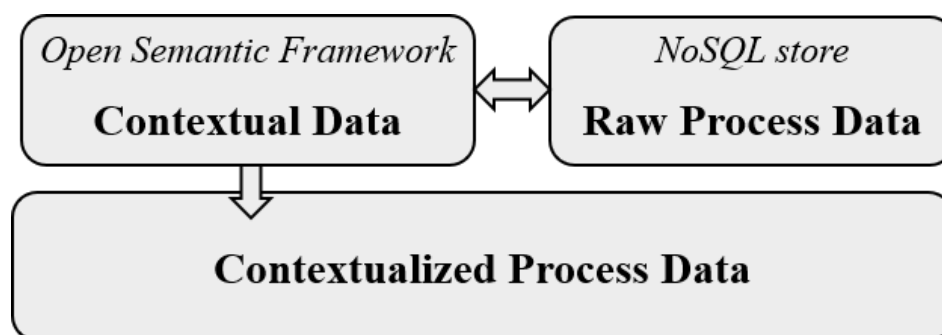 Open Semantic Framework
Contextual Data
NoSQL store
Raw Process Data
Contextualized Process Data